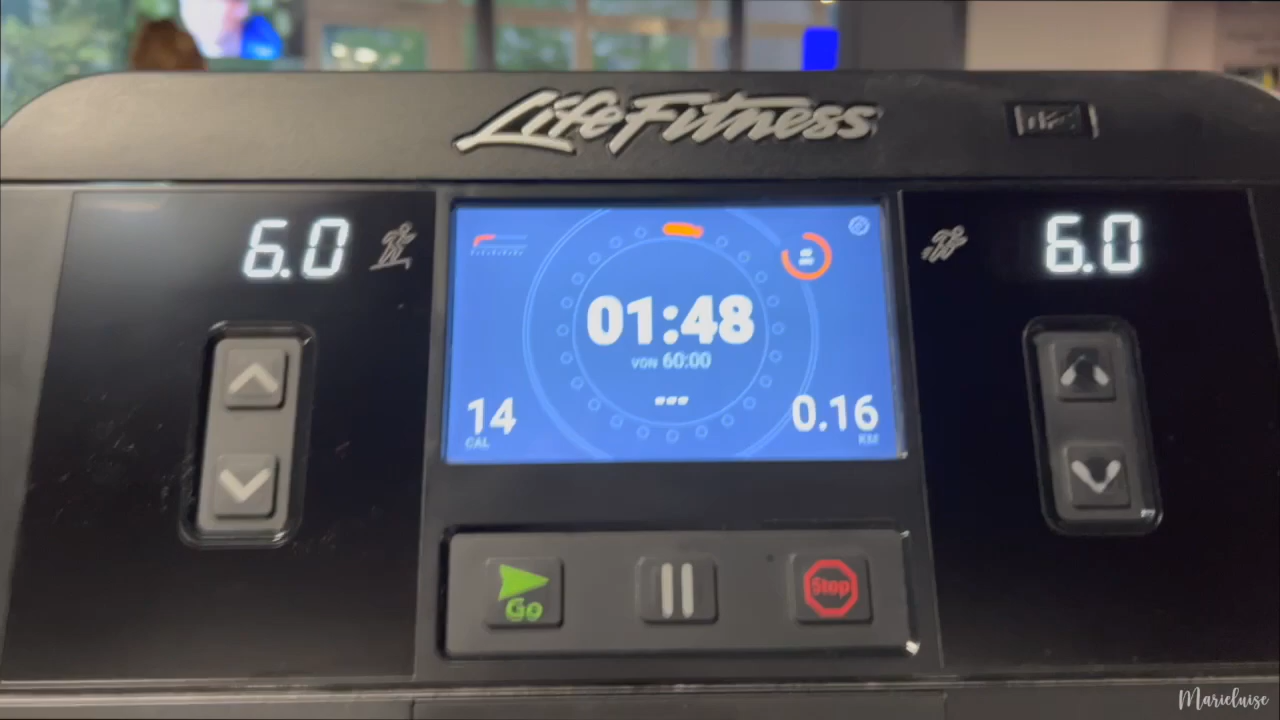 LifeFitness
6.0
6.0
01:48
VON 60:00
14
CAL
0.16
KM
Go
Stop
Marieluise